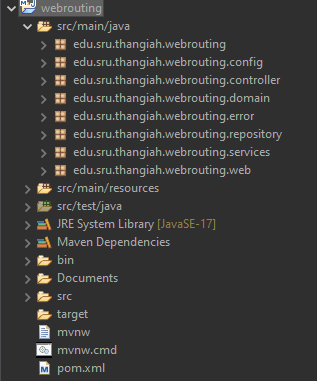 webrouting
src/main/java
edu.sru.thangiah.webrouting
edu.sru.thangiah.webrouting.config
edu.sru.thangiah.webrouting.controller
edu.sru.thangiah.webrouting.domain
edu.sru.thangiah.webrouting.error
edu.sru.thangiah.webrouting.repository
edu.sru.thangiah.webrouting.services
edu.sru.thangiah.webrouting.web
src/main/resources
src/test/java
JRE System Library [JavaSE-17]
Maven Dependencies
bin
Documents
src
target
mvnw
mvnw.cmd
pom.xml